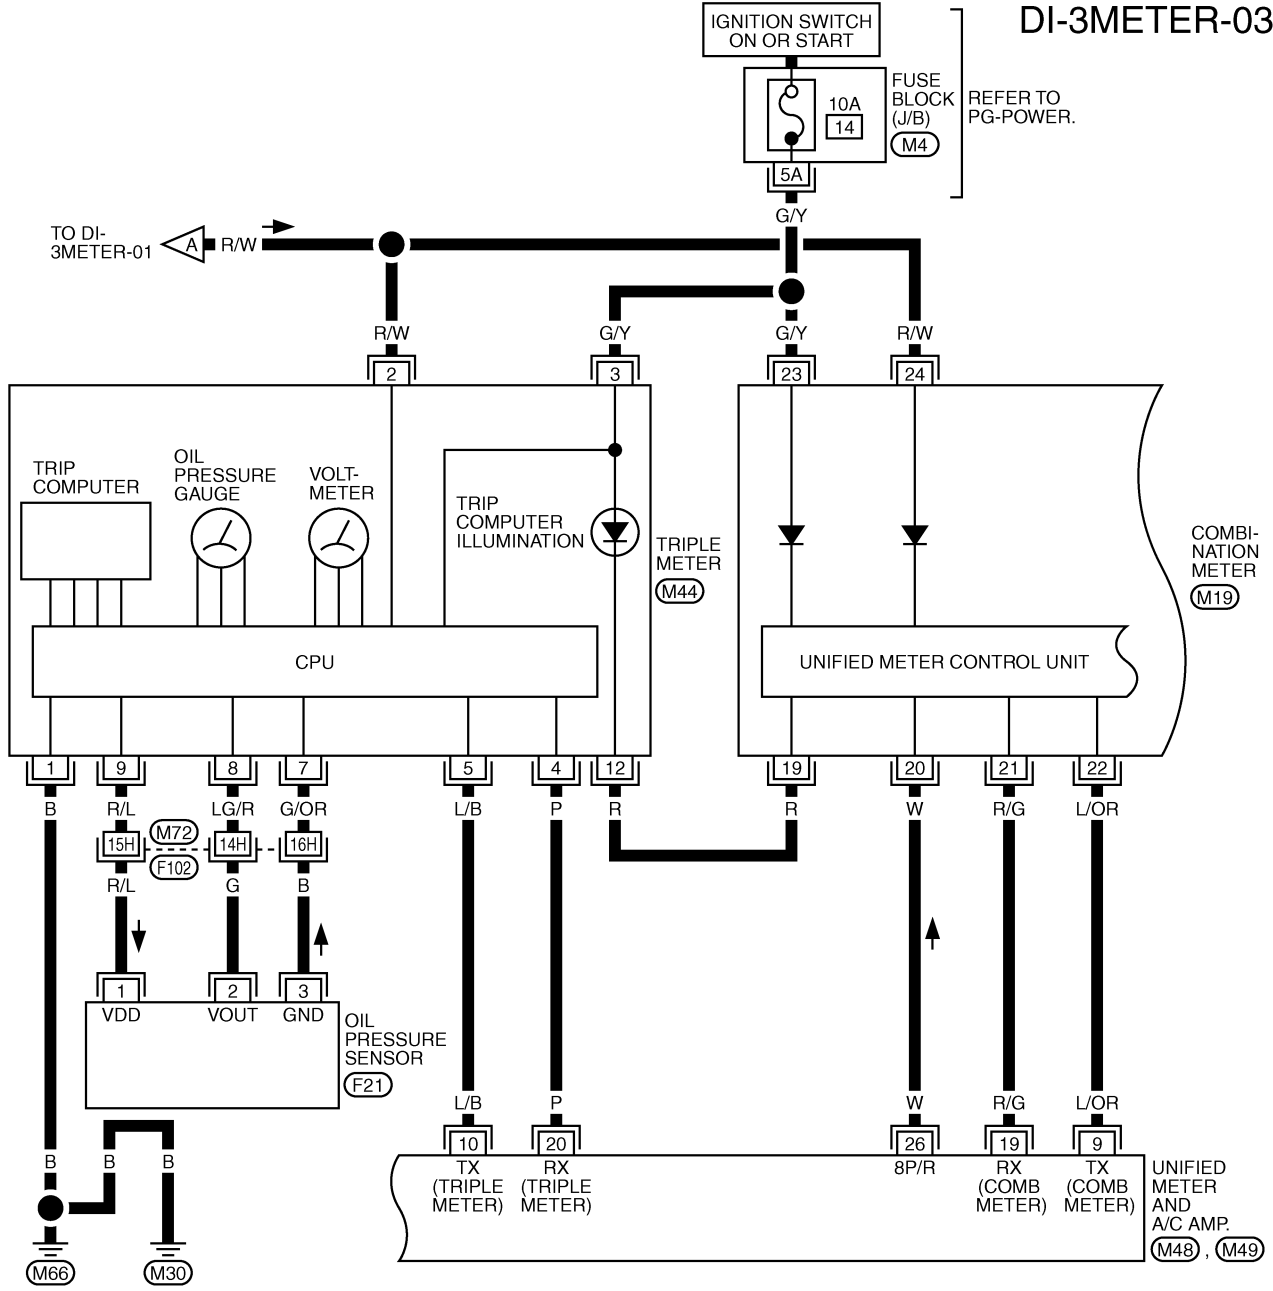 DI-3METER-03
IGNITION SWITCH
ON OR START
FUSE
BLOCK
(J/B)
M4
10A
14
REFER TO
PG-POWER.
5A
G/Y
TO DI-
3METER-01
A
R/W
R/W
G/Y
G/Y
R/W
2
3
23
24
TRIP
COMPUTER
OIL
PRESSURE
GAUGE
VOLT-
METER
TRIP
COMPUTER
ILLUMINATION
TRIPLE
METER
M44
COMBI-
NATION
METER
M19
CPU
UNIFIED METER CONTROL UNIT
1
9
8
7
5
4
12
19
20
21
22
B
R/L
LG/R
G/OR
L/B
P
R
R
W
R/G
L/OR
15H
M72
F102
14H
16H
R/L
G
B
1
2
3
VDD
VOUT
GND
OIL
PRESSURE
SENSOR
F21
L/B
P
W
R/G
L/OR
10
20
26
19
9
B
B
B
TX
(TRIPLE
METER)
RX
(TRIPLE
METER)
8P/R
RX
(COMB
METER)
TX
(COMB
METER)
UNIFIED
METER
AND
A/C AMP.
M48 , M49
M66
M30